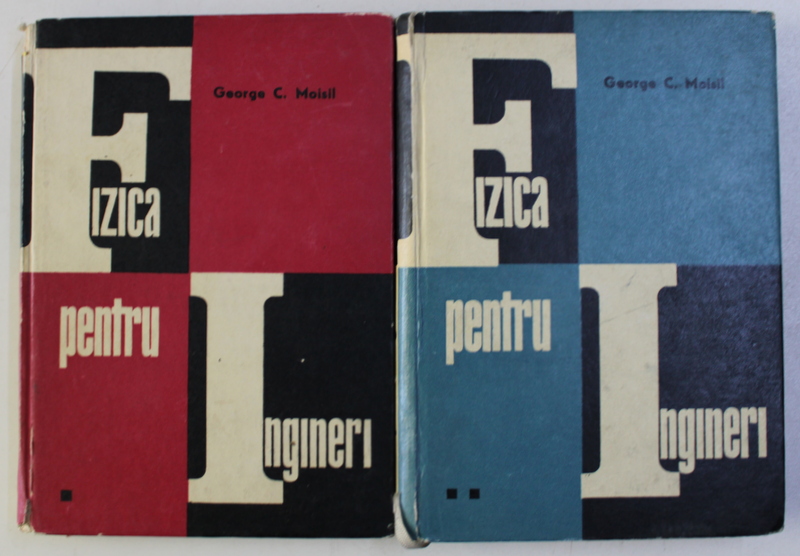 George C. Moisil
Fizica
pentru
Ingineri
George C. Moisil
Fizica
pentru
Ingineri